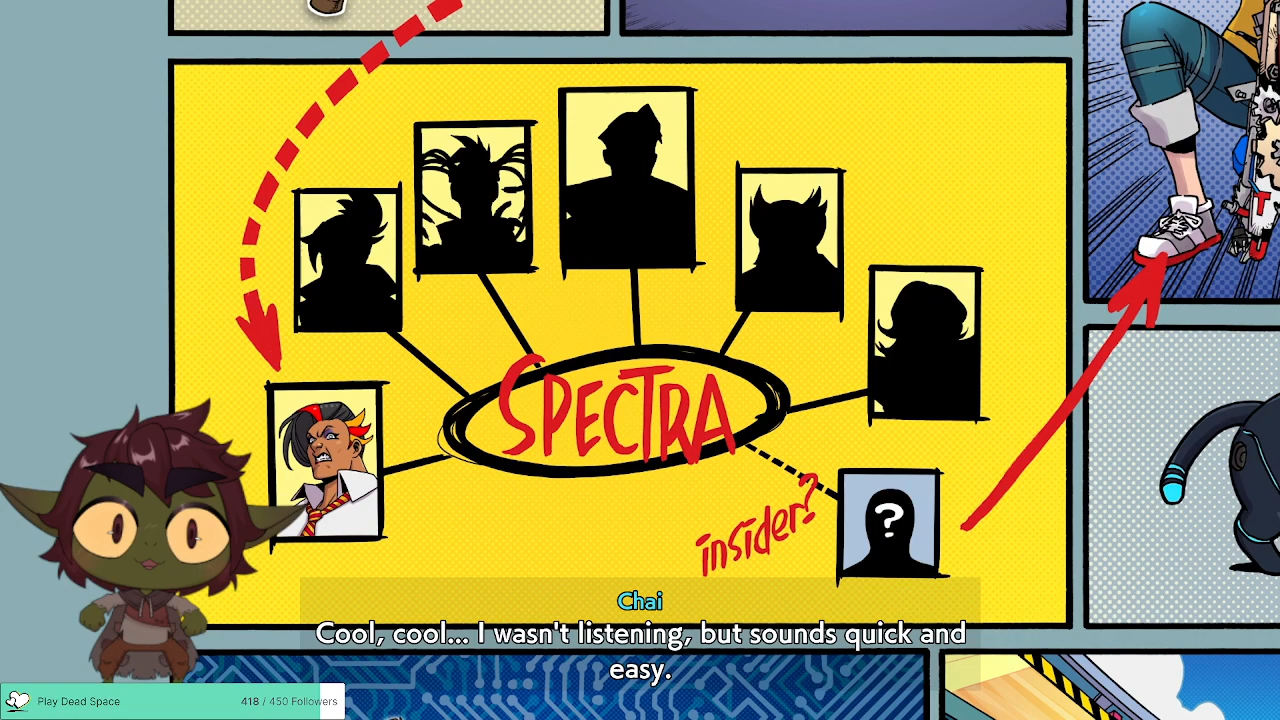 SPECTRA
insider?
?
Chai
Cool, cool... I wasn't listening, but sounds quick and
easy.
Play Dead Space 418 / 450 Followers